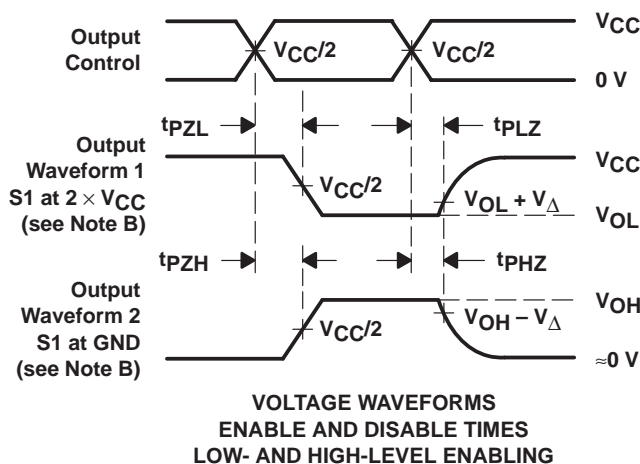 Output
Control
VCC/2
VCC/2
VCC
0 V
tPZL
tPLZ
Output
Waveform 1
S1 at 2 × VCC
(see Note B)
VCC/2
VCC
VOL + VΔ
VOL
tPZH
tPHZ
Output
Waveform 2
S1 at GND
(see Note B)
VCC/2
VOH
VOH – VΔ
≈0 V
VOLTAGE WAVEFORMS
ENABLE AND DISABLE TIMES
LOW- AND HIGH-LEVEL ENABLING